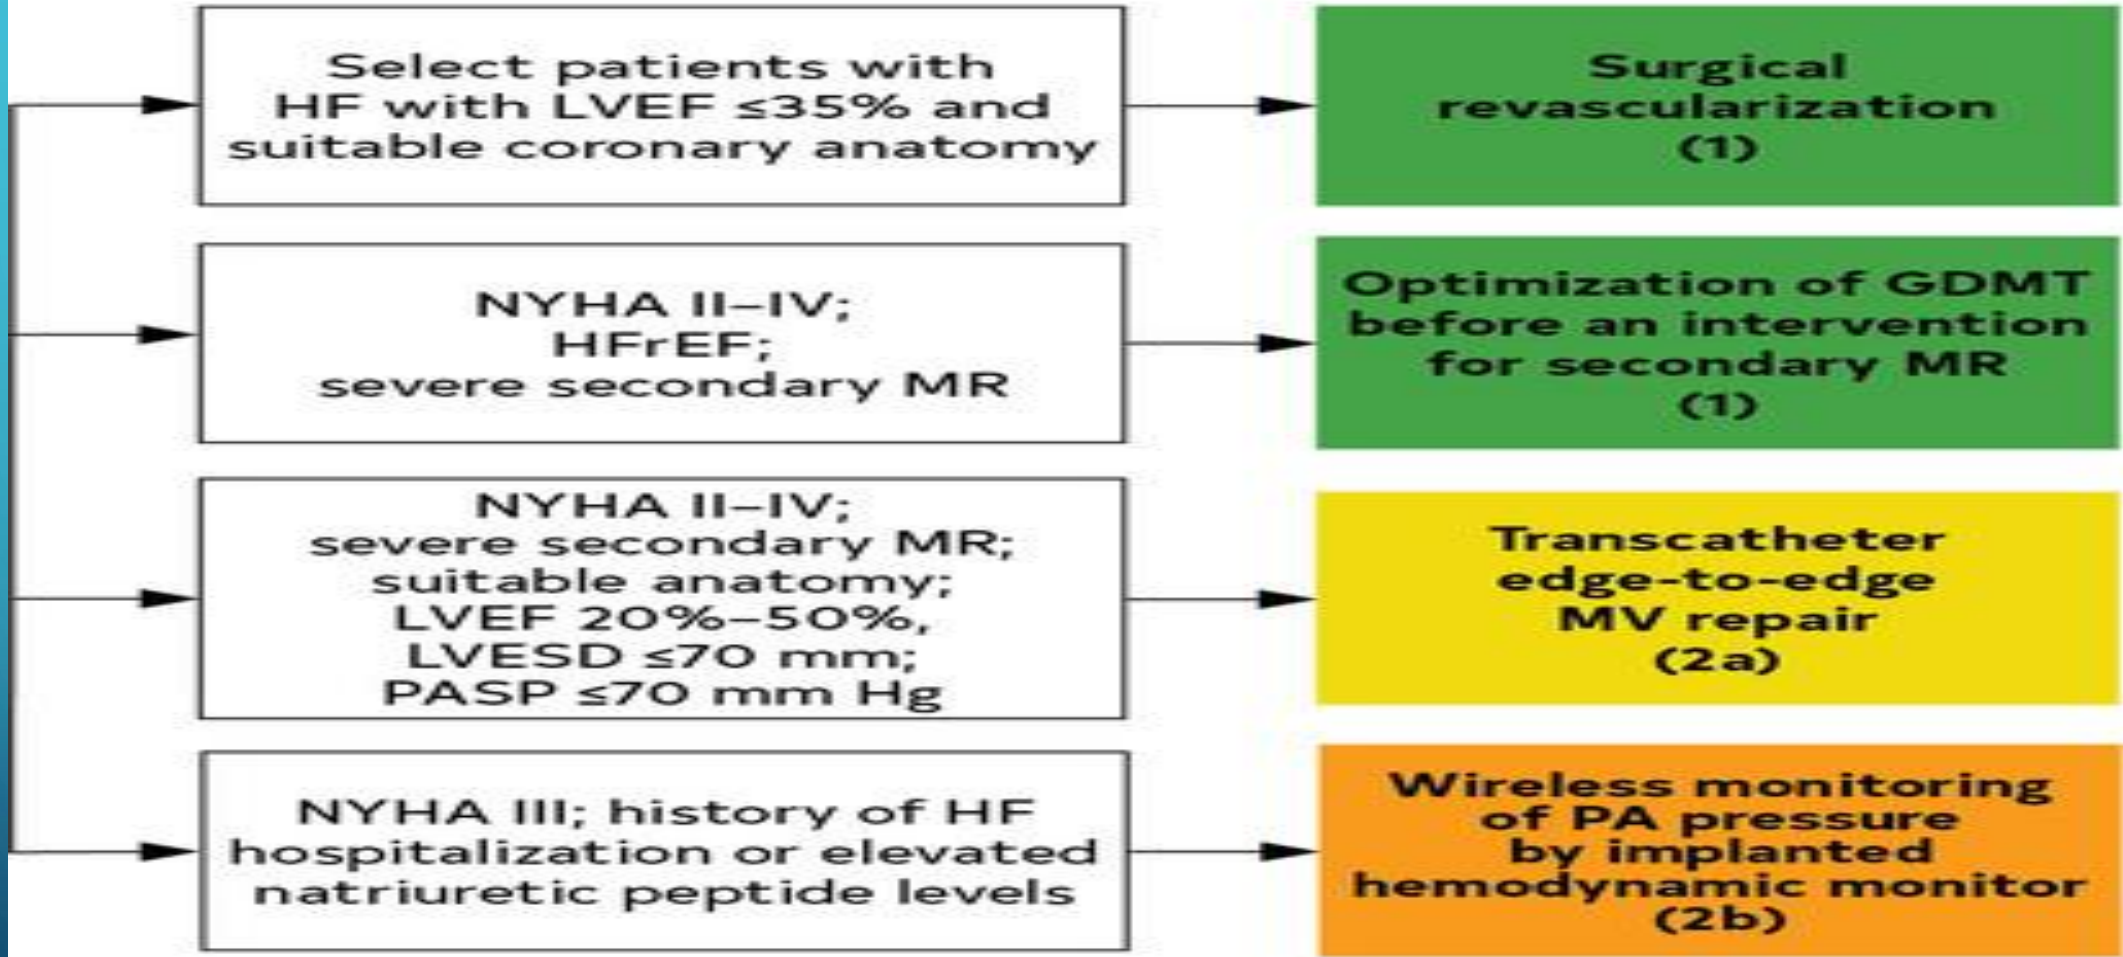 Select patients with
HF with LVEF ≤35% and
suitable coronary anatomy
Surgical
revascularization
(1)
NYHA II–IV;
HFrEF;
severe secondary MR
Optimization of GDMT
before an intervention
for secondary MR
(1)
NYHA II–IV;
severe secondary MR;
suitable anatomy;
LVEF 20%–50%,
LVESD ≤70 mm;
PASP ≤70 mm Hg
Transcatheter
edge-to-edge
MV repair
(2a)
NYHA III; history of HF
hospitalization or elevated
natriuretic peptide levels
Wireless monitoring
of PA pressure
by implanted
hemodynamic monitor
(2b)